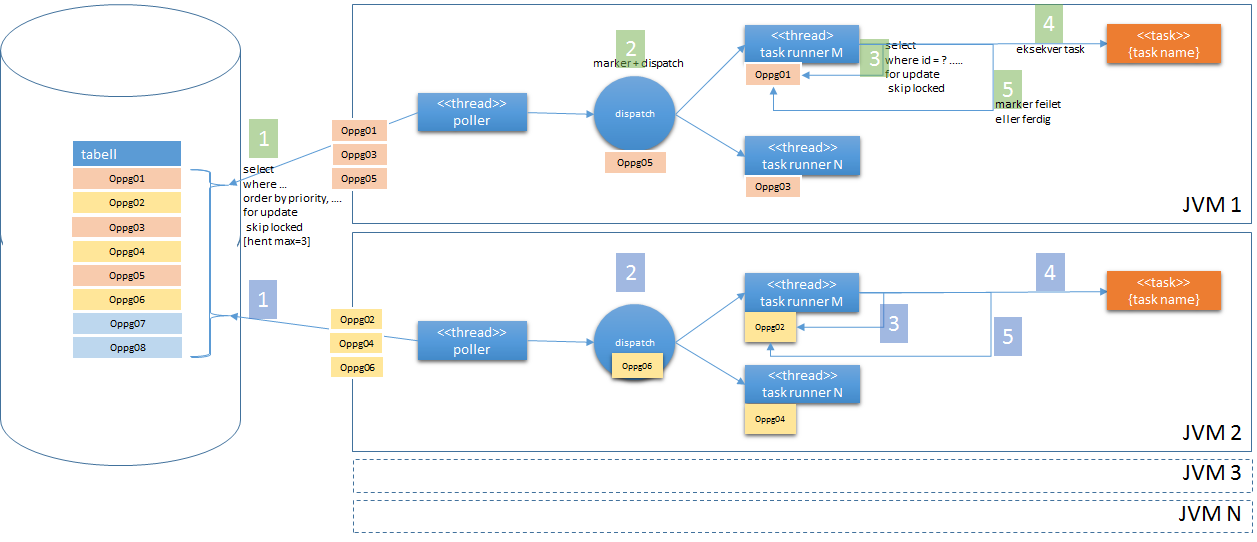 tabell
Oppg01
Oppg02
Oppg03
Oppg04
Oppg05
Oppg06
Oppg07
Oppg08
1
select
where ...
order by priority, ....
for update
skip locked
[hent max=3]
1
Oppg01
Oppg03
Oppg05
<<thread>>
poller
2
marker + dispatch
dispatch
Oppg05
<<thread>
task runner M
Oppg01
3
select
where id = ? .....
for update
skip locked
4
eksekver task
<<task>>
{task name}
5
marker feilet
eller ferdig
<<thread>>
task runner N
Oppg03
JVM 1
Oppg02
Oppg04
Oppg06
<<thread>>
poller
2
dispatch
Oppg06
<<thread>>
task runner M
Oppg02
3
4
<<task>>
{task name}
5
<<thread>>
task runner N
Oppg04
JVM 2
JVM 3
JVM N